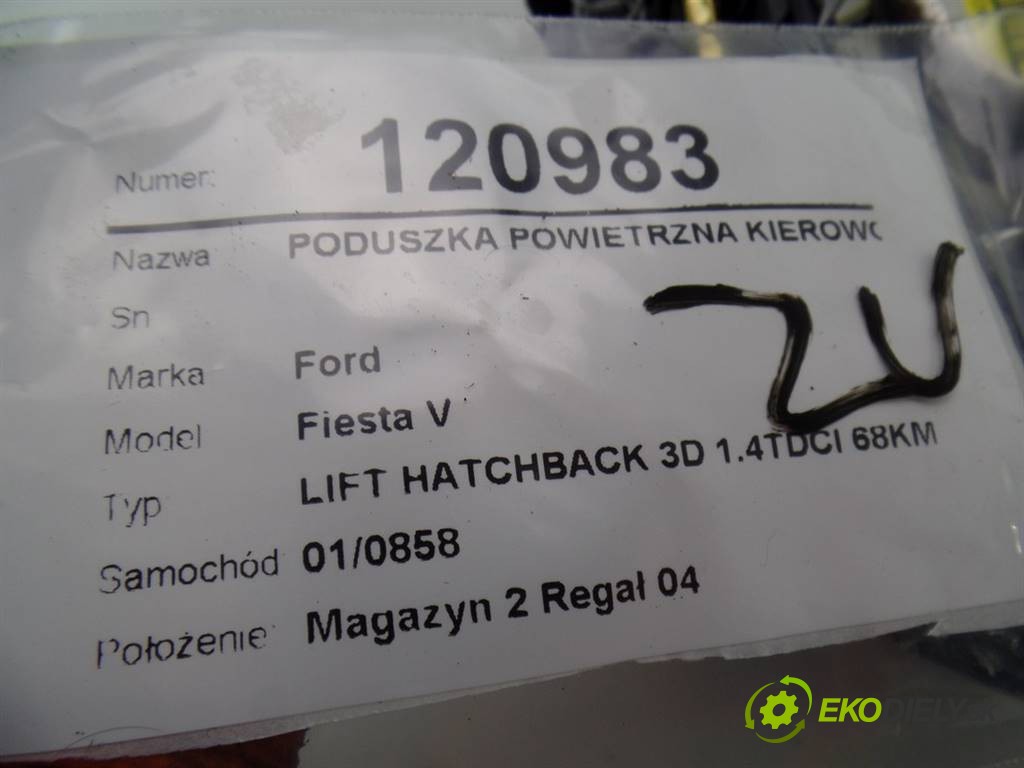 Numer: 120983
Nazwa PODUSZKA POWIETRZNA KIEROWC
Sn
Marka Ford
Model Fiesta V
Typ LIFT HATCHBACK 3D 1.4TDCI 68KM
Samochód 01/0858
Położenie Magazyn 2 Regał 04
ZU
EKODIELY